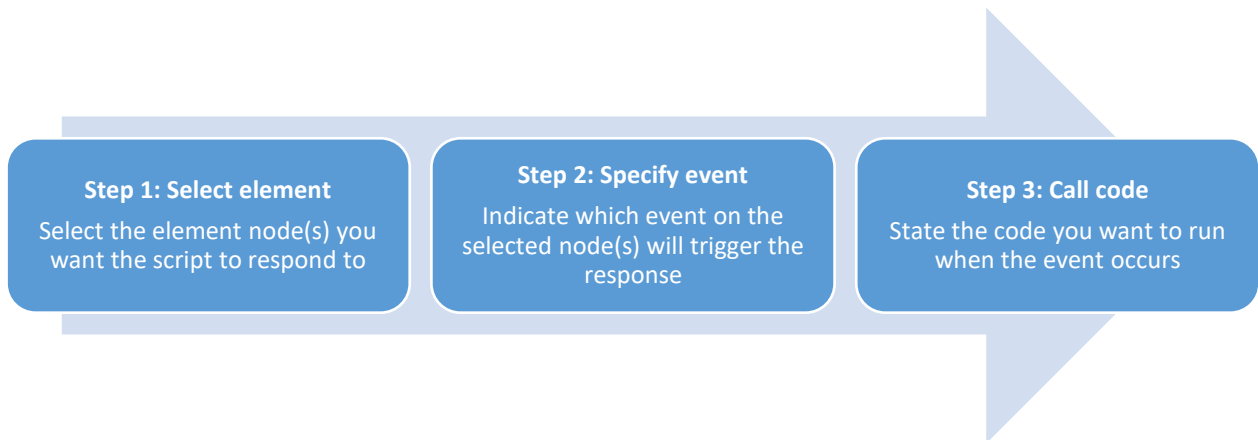 Step 1: Select element
Select the element node(s) you
want the script to respond to
Step 2: Specify event
Indicate which event on the
selected node(s) will trigger the
response
Step 3: Call code
State the code you want to run
when the event occurs